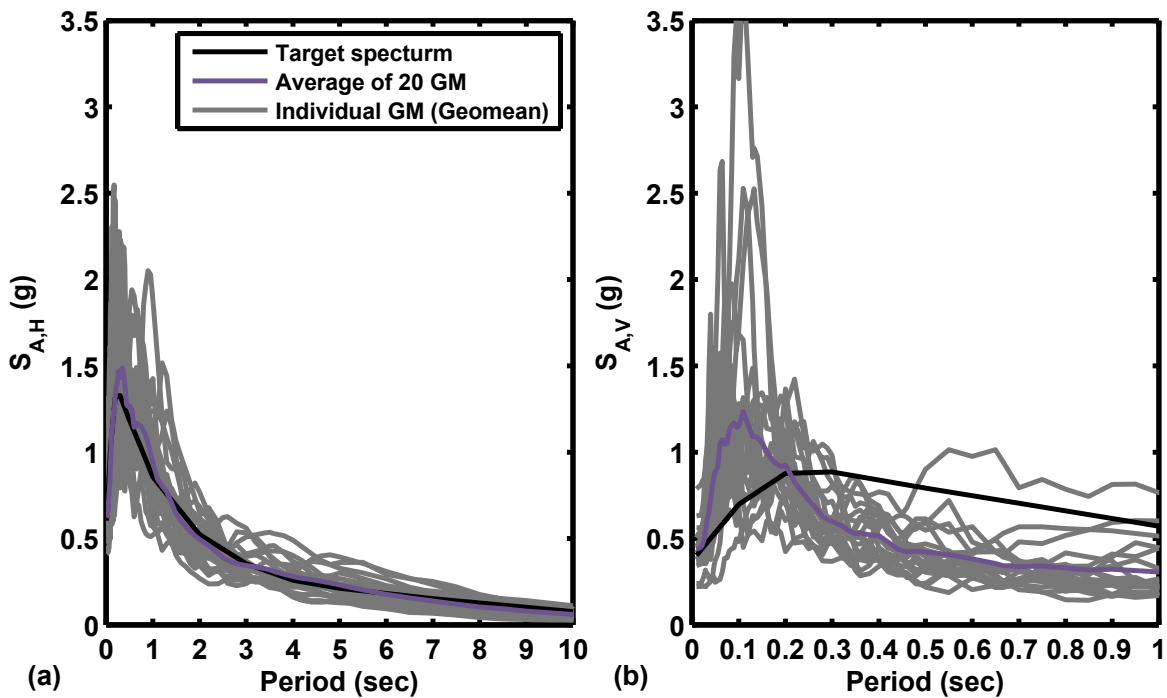 3.5
3
2.5
2
1.5
1
0.5
0
S_A,H (g)
Target specturm
Average of 20 GM
Individual GM (Geomean)
0 1 2 3 4 5 6 7 8 9 10
Period (sec)
(a)
3.5
3
2.5
2
1.5
1
0.5
0
S_A,V (g)
0 0.1 0.2 0.3 0.4 0.5 0.6 0.7 0.8 0.9 1
Period (sec)
(b)